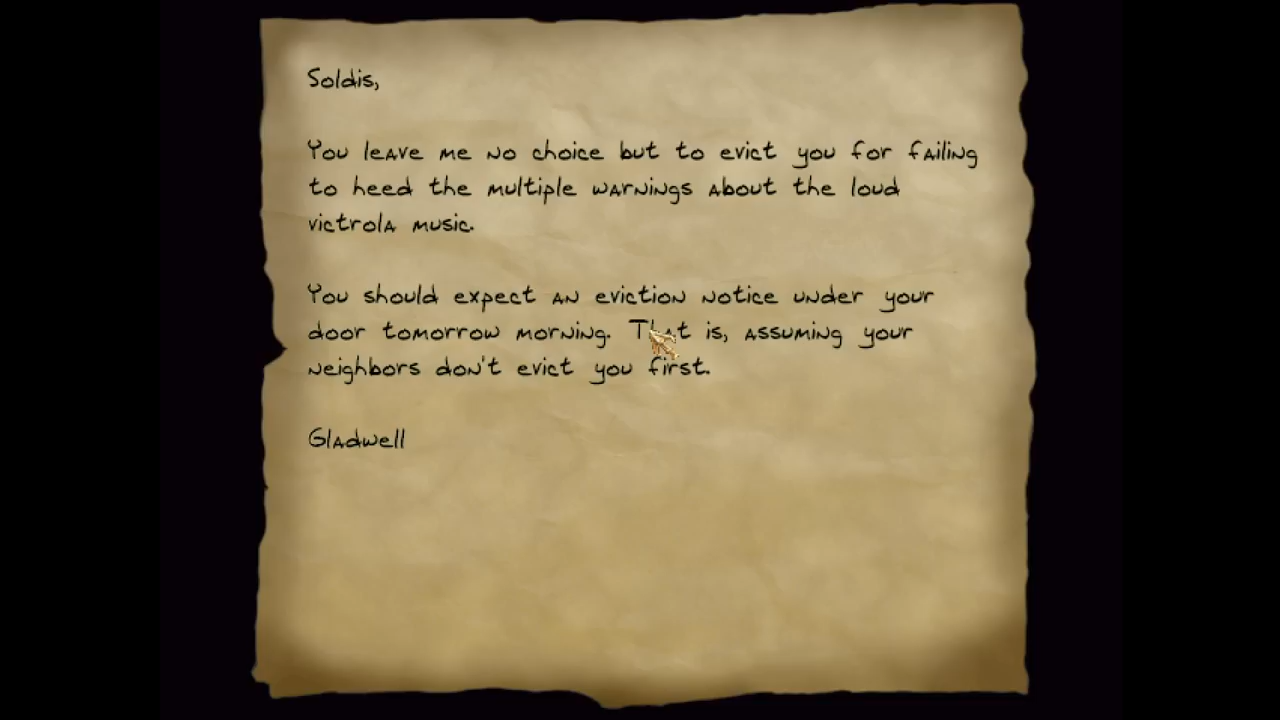 Soldis,
You leave me no choice but to evict you for failing
to heed the multiple warnings about the loud
victrola music.
You should expect an eviction notice under your
door tomorrow morning. That is, assuming your
neighbors don't evict you first.
Gladwell